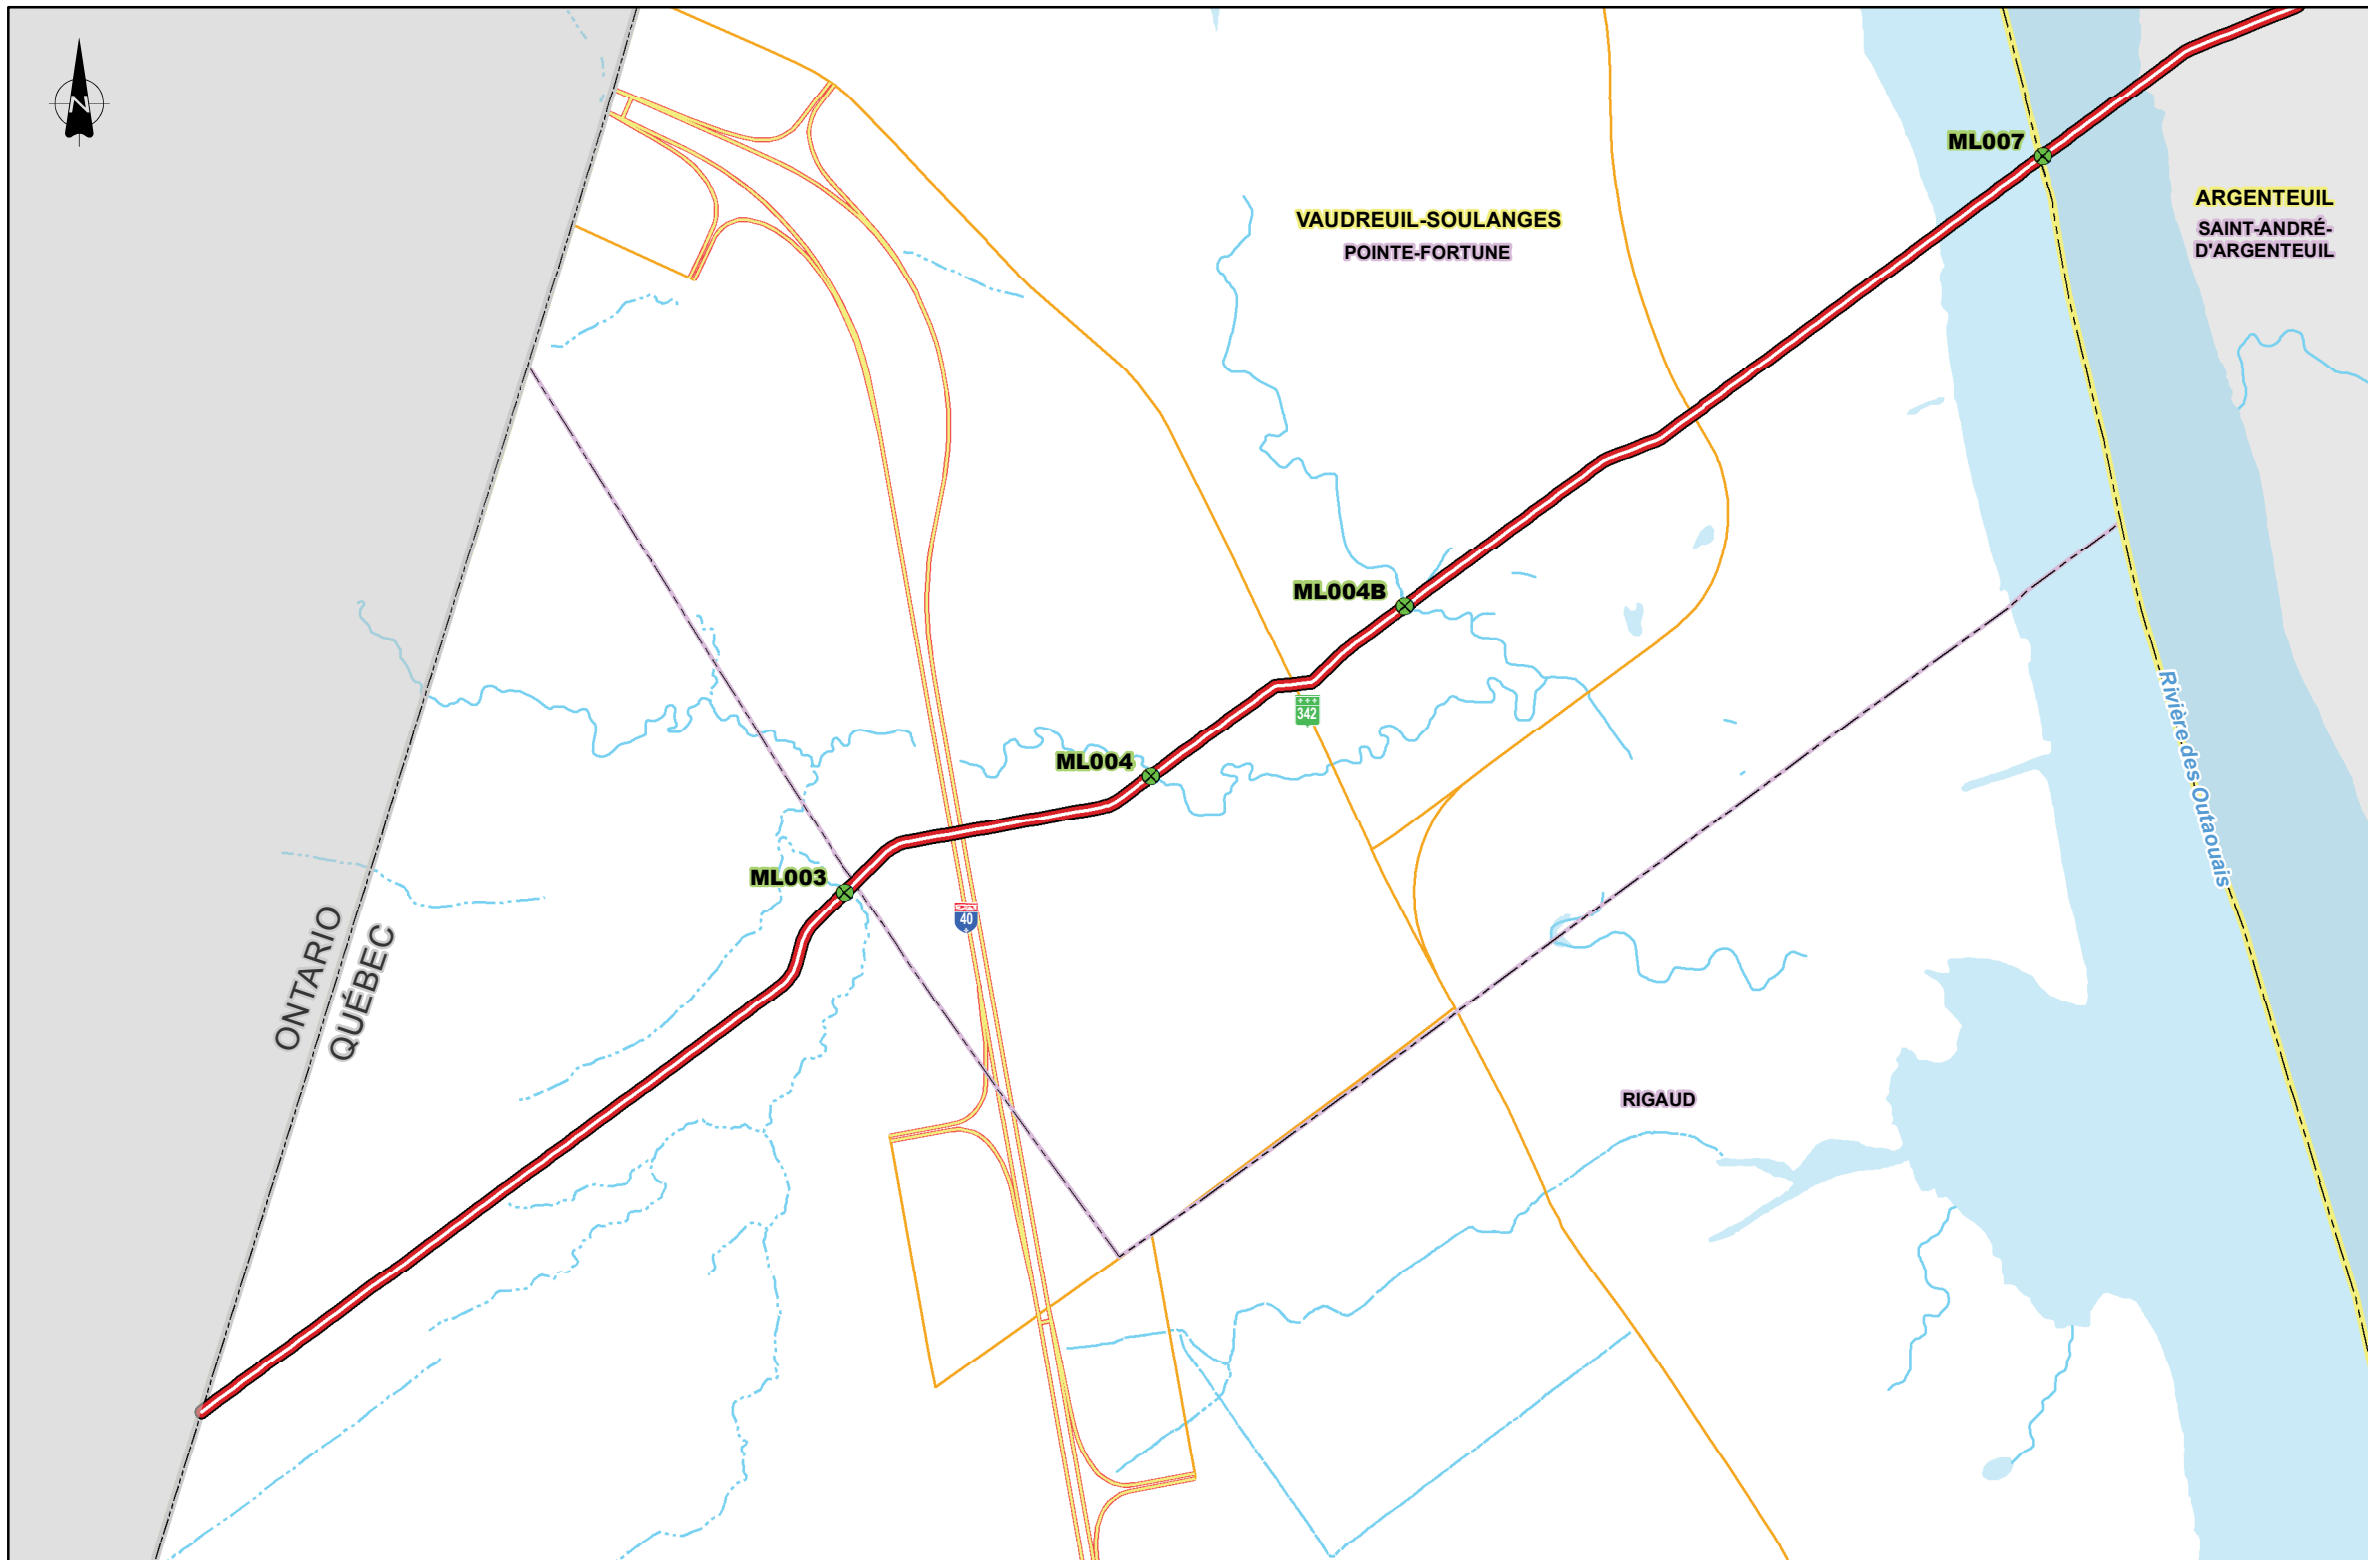 N
ML007
ARGENTEUIL
SAINT-ANDRÉ-
D'ARGENTEUIL
VAUDREUIL-SOULANGES
POINTE-FORTUNE
ML004B
342
ML004
Rivière des Outaouais
ML003
40
ONTARIO
QUÉBEC
RIGAUD